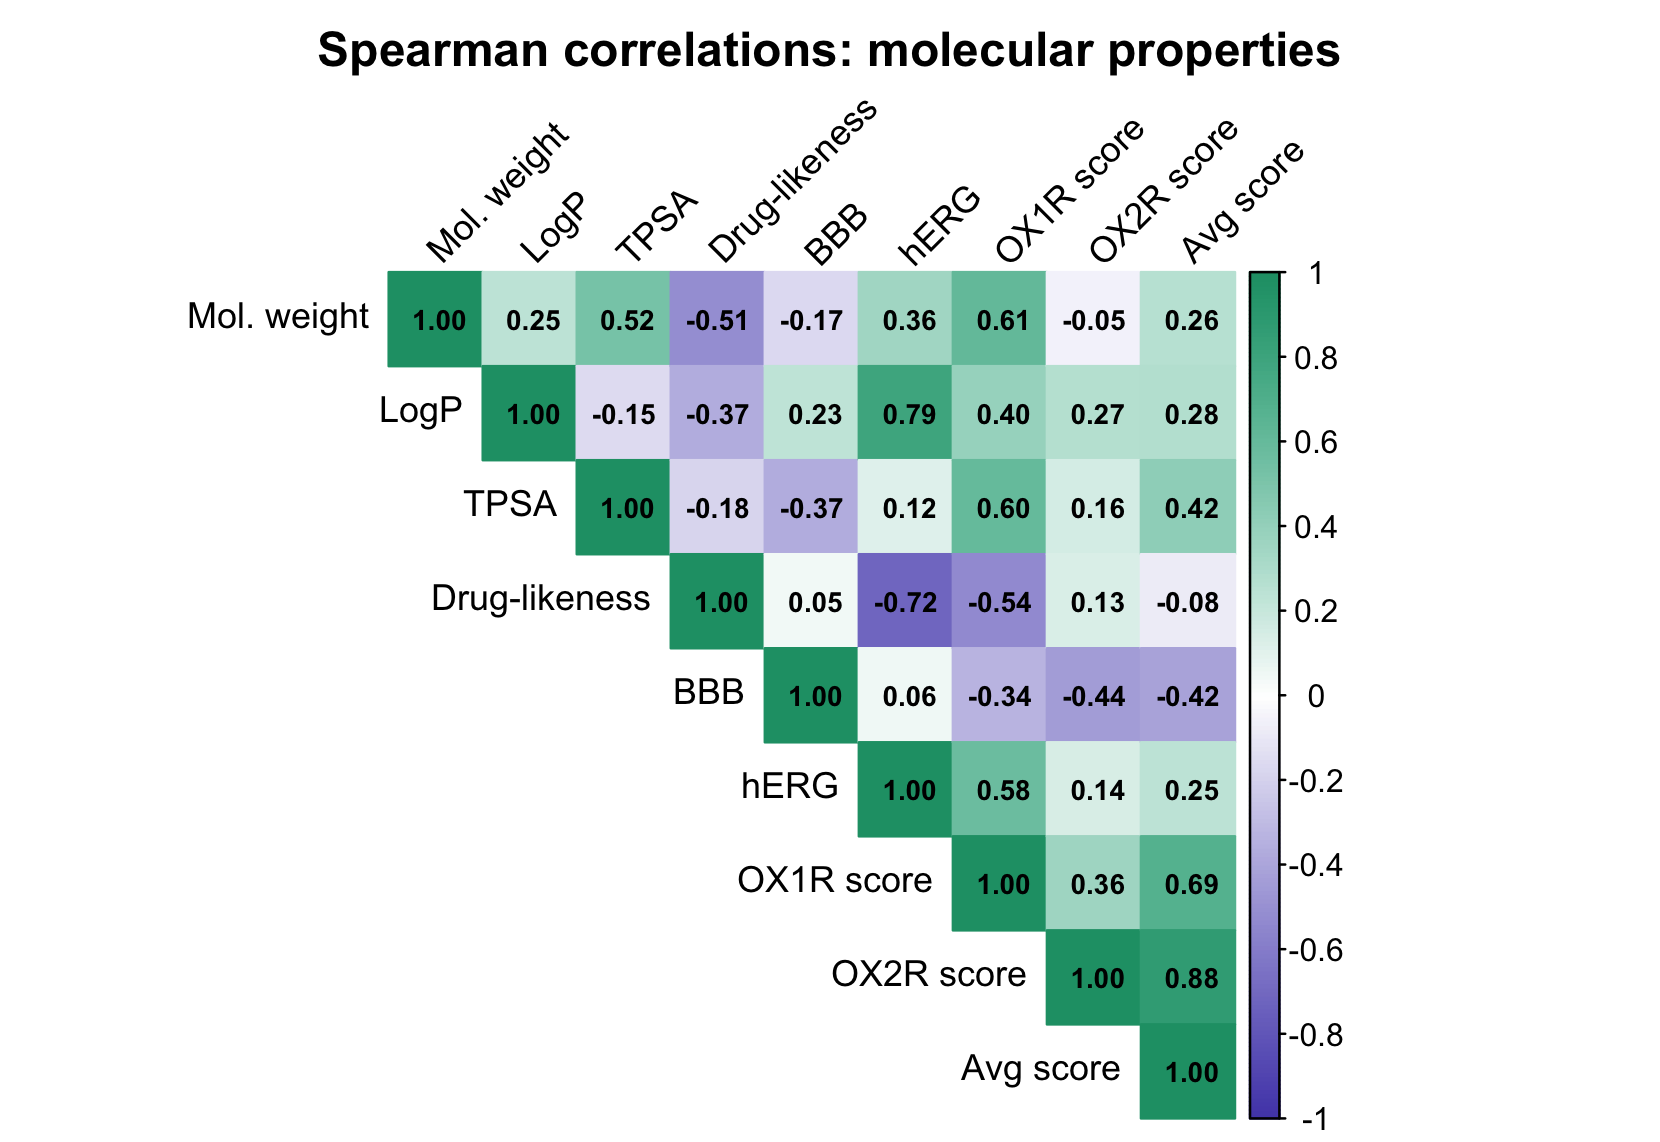 Spearman correlations: molecular properties
Mol. weight LogP TPSA Drug-likeness BBB hERG OX1R score OX2R score Avg score
Mol. weight 1.00 0.25 0.52 -0.51 -0.17 0.36 0.61 -0.05 0.26
LogP 1.00 -0.15 -0.37 0.23 0.79 0.40 0.27 0.28
TPSA 1.00 -0.18 -0.37 0.12 0.60 0.16 0.42
Drug-likeness 1.00 0.05 -0.72 -0.54 0.13 -0.08
BBB 1.00 0.06 -0.34 -0.44 -0.42
hERG 1.00 0.58 0.14 0.25
OX1R score 1.00 0.36 0.69
OX2R score 1.00 0.88
Avg score 1.00
1
0.8
0.6
0.4
0.2
0
-0.2
-0.4
-0.6
-0.8
-1